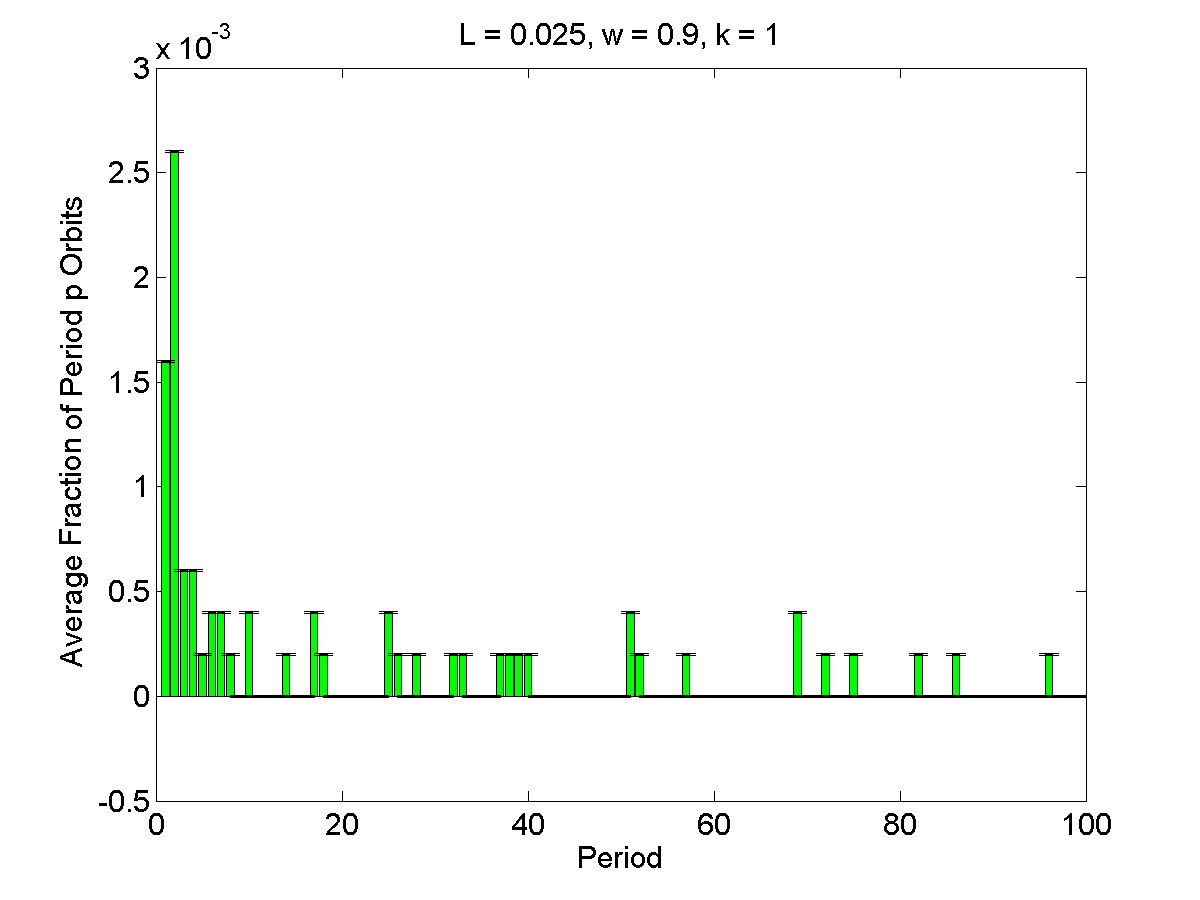 L = 0.025, w = 0.9, k = 1
x 10^-3
3
2.5
2
1.5
1
0.5
0
-0.5
Average Fraction of Period p Orbits
0 20 40 60 80 100
Period